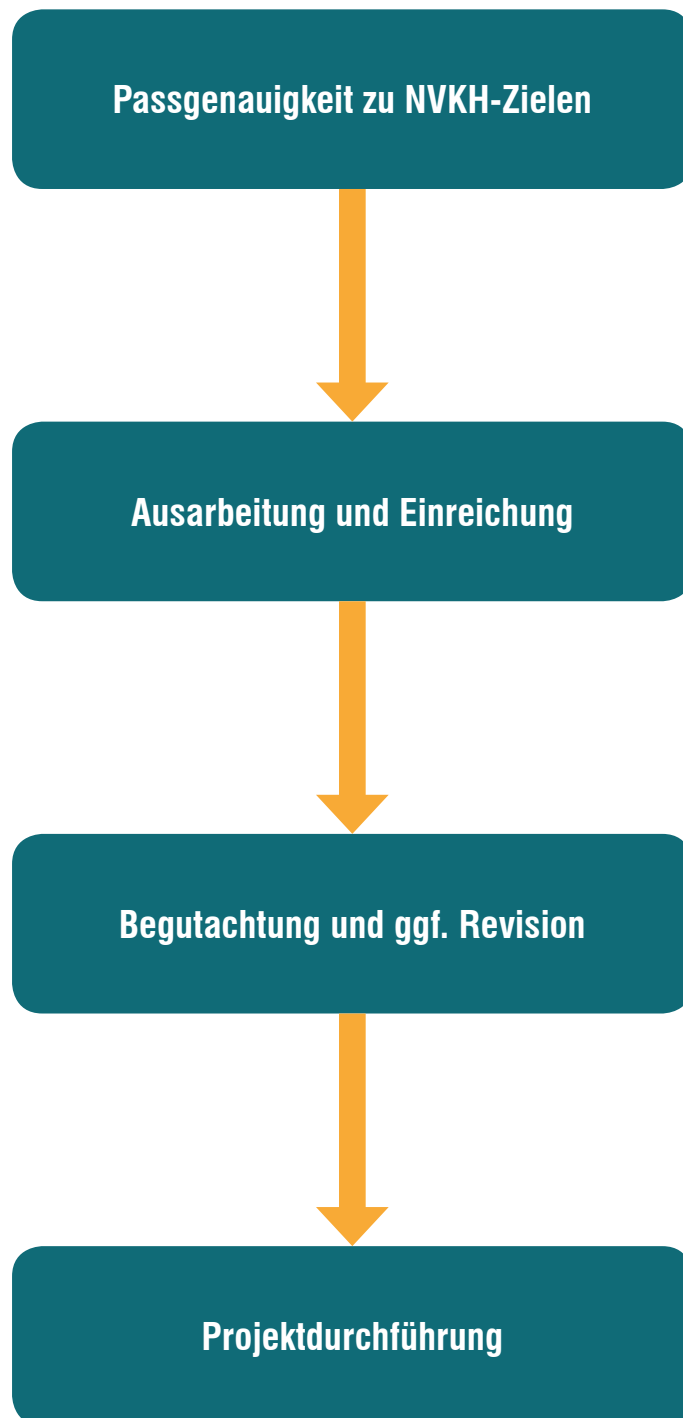 Passgenauigkeit zu NVKH-Zielen
Ausarbeitung und Einreichung
Begutachtung und ggf. Revision
Projektdurchführung